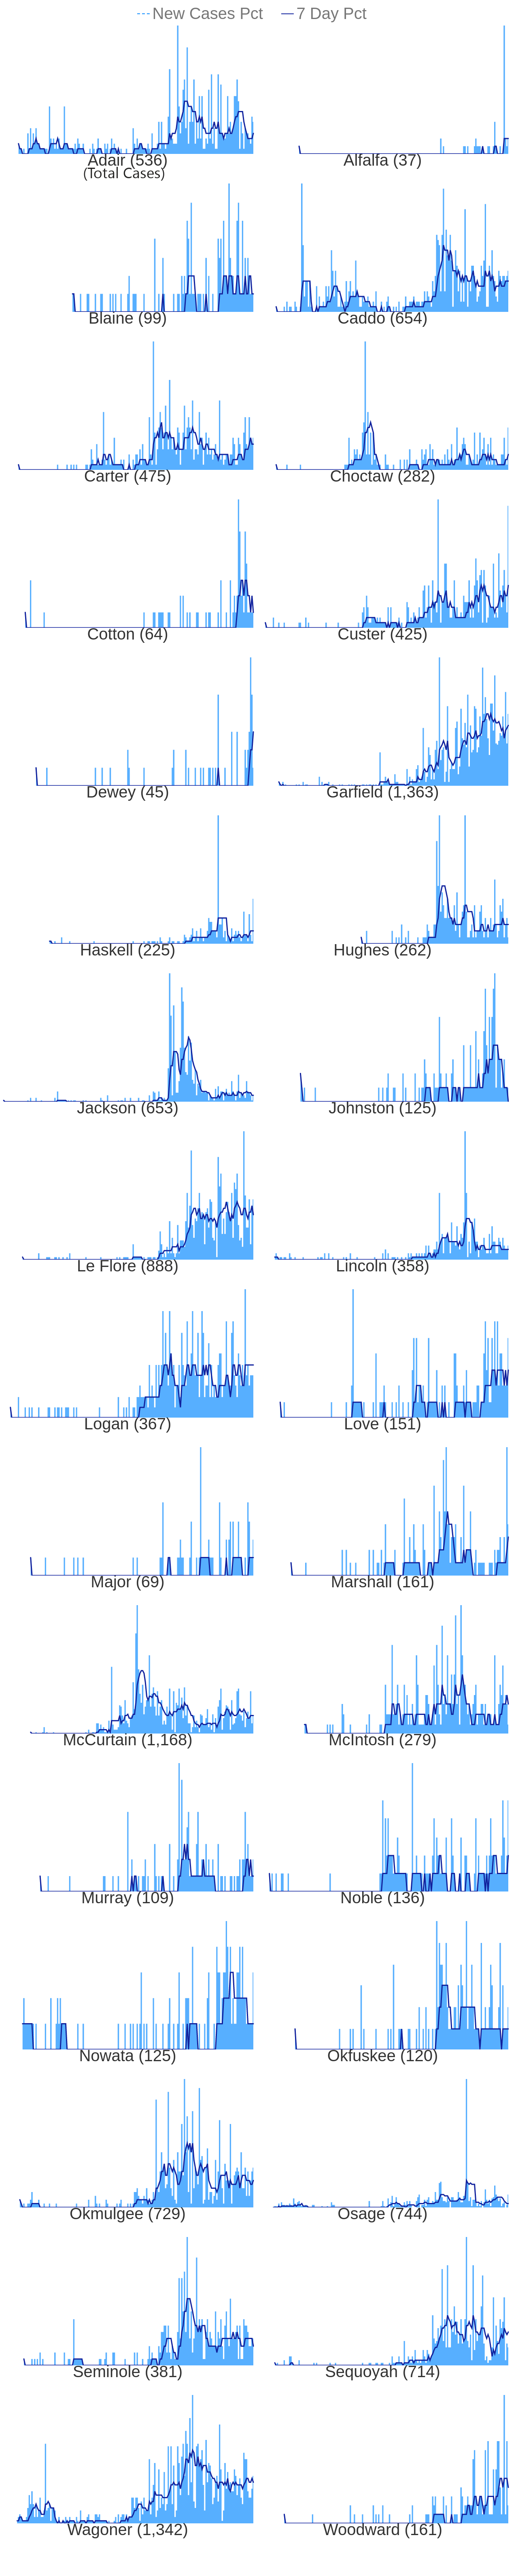 New Cases Pct 7 Day Pct
Adair (536) Alfalfa (37)
(Total Cases)
Blaine (99) Caddo (654)
Carter (475) Choctaw (282)
Cotton (64) Custer (425)
Dewey (45) Garfield (1,363)
Haskell (225) Hughes (262)
Jackson (653) Johnston (125)
Le Flore (888) Lincoln (358)
Logan (367) Love (151)
Major (69) Marshall (161)
McCurtain (1,168) McIntosh (279)
Murray (109) Noble (136)
Nowata (125) Okfuskee (120)
Okmulgee (729) Osage (744)
Seminole (381) Sequoyah (714)
Wagoner (1,342) Woodward (161)